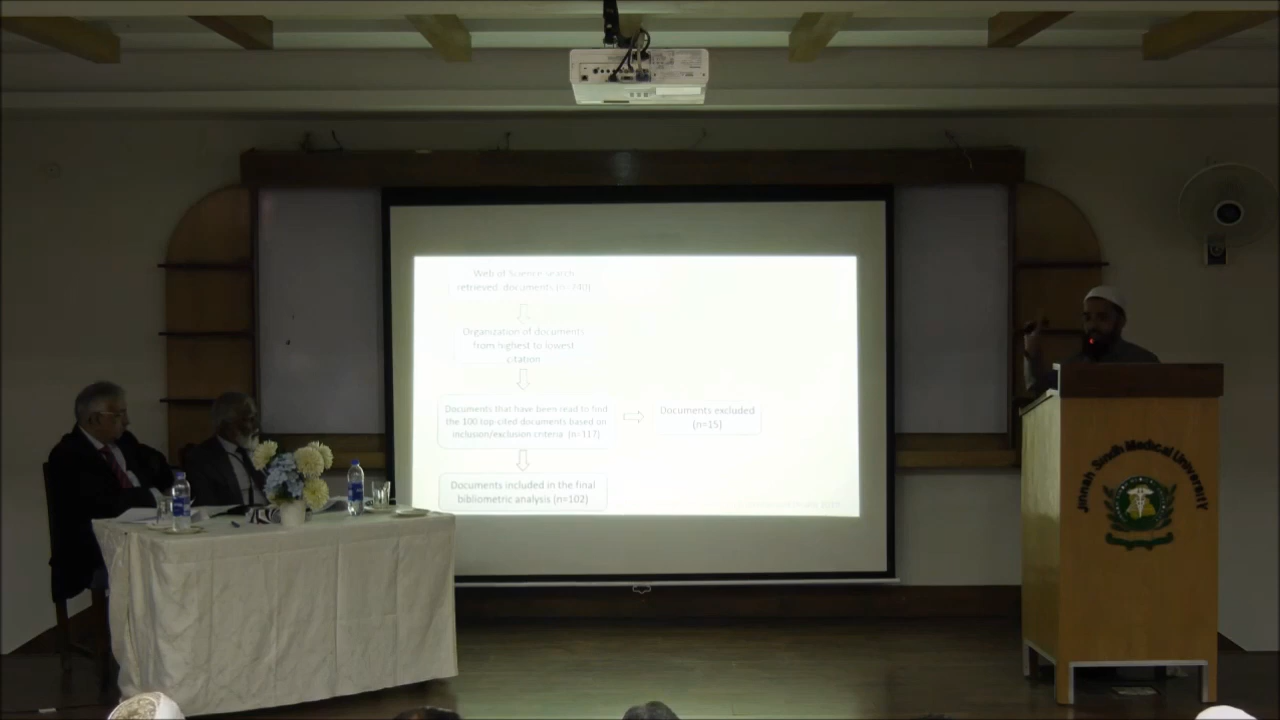 Web of Science search
retrieved documents
Organization of documents
from highest to lowest
citation
Documents that have been read to find
the 100 top-cited documents based on
inclusion/exclusion criteria (n=117)
Documents excluded
(n=15)
Documents included in the final
bibliometric analysis (n=102)
Jinnah Sindh Medical University